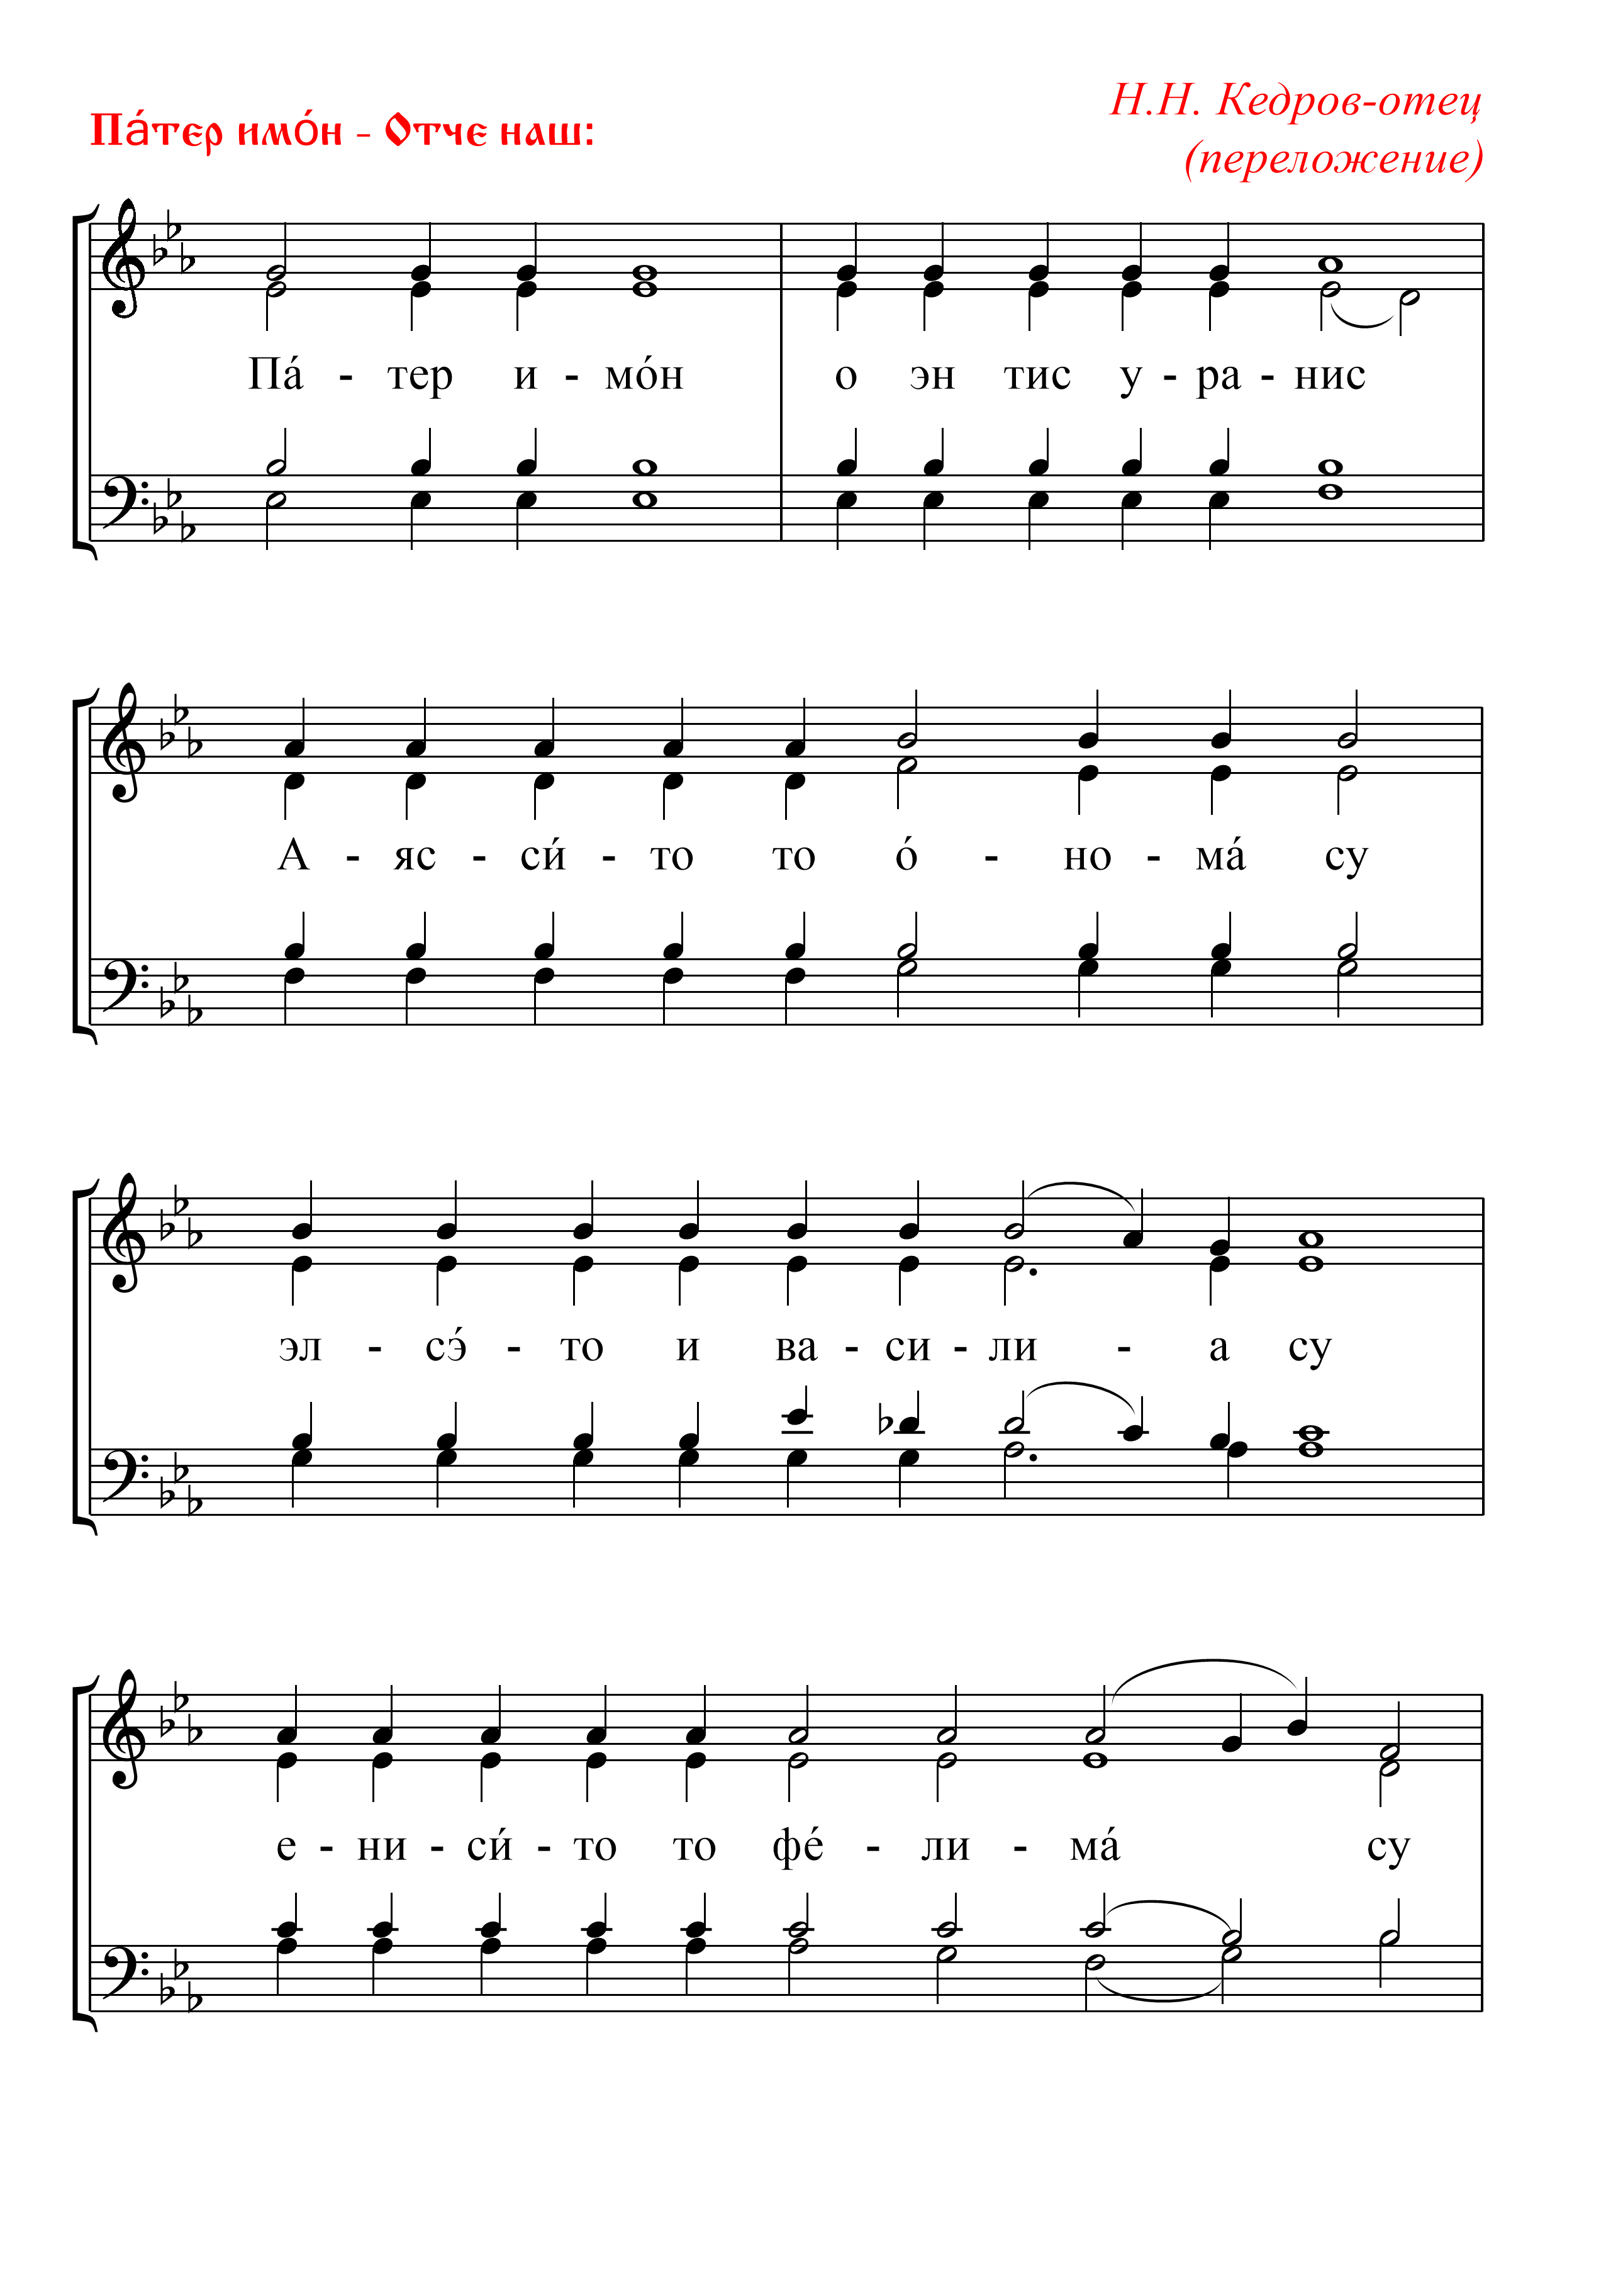 Н.Н. Кедров-отец
Па́тер имо́н - Отче наш:
(переложение)
Па́ - тер и - мо́н о эн тис у - ра - нис
А - яс - си́ - то то о́ - но - ма́ су
эл - сэ́ - то и ва - си - ли - а су
е - ни - си́ - то то фе́ - ли - ма́ су